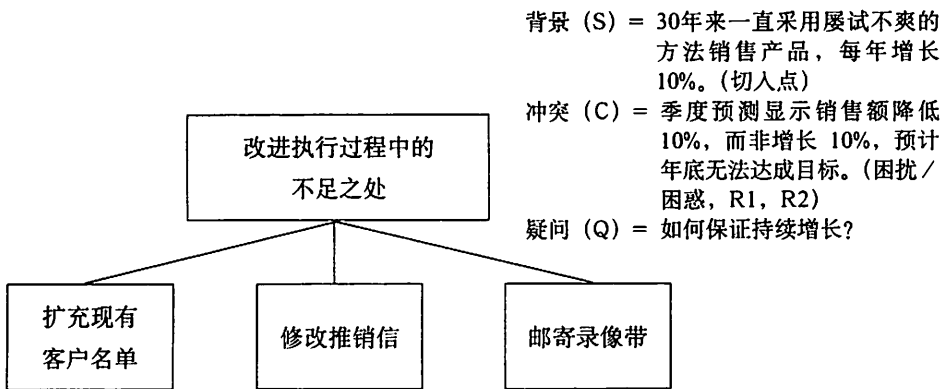 背景（S）= 30年来一直采用屡试不爽的
方法销售产品，每年增长
10%。（切入点）
冲突（C）= 季度预测显示销售额降低
10%，而非增长 10%，预计
年底无法达成目标。（困扰／
困惑，R1，R2）
疑问（Q）= 如何保证持续增长？
改进执行过程中的
不足之处
扩充现有
客户名单
修改推销信
邮寄录像带